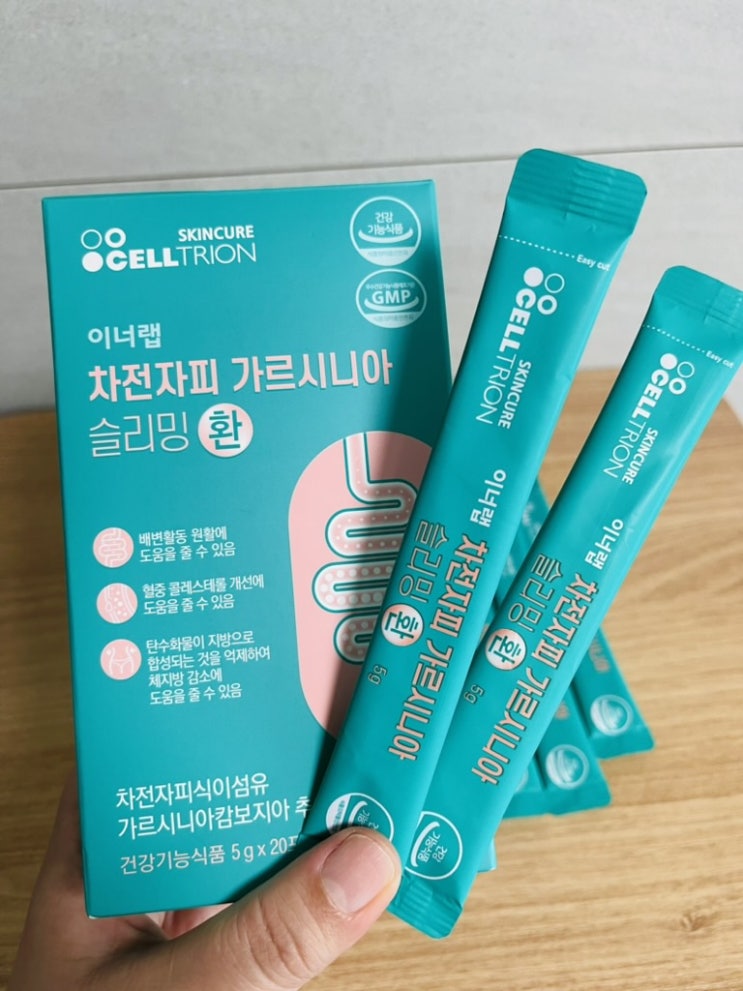 SKINCURE
CELLTRION
건강
기능식품
GMP
이너랩
차전자피 가르시니아
슬리밍 환
배변활동 원활에
도움을 줄 수 있음
혈중 콜레스테롤 개선에
도움을 줄 수 있음
탄수화물이 지방으로
합성되는 것을 억제하여
체지방 감소에
도움을 줄 수 있음
차전자피식이섬유
가르시니아캄보지아
건강기능식품 5g x 20
Easy cut
SKINCURE
CELLTRION
이너랩
차전자피 가르시니아
슬리밍 환
5g
Easy cut
SKINCURE
CELLTRION
이너랩
차전자피 가르시니아
슬리밍 환
5g
건강
기능식품